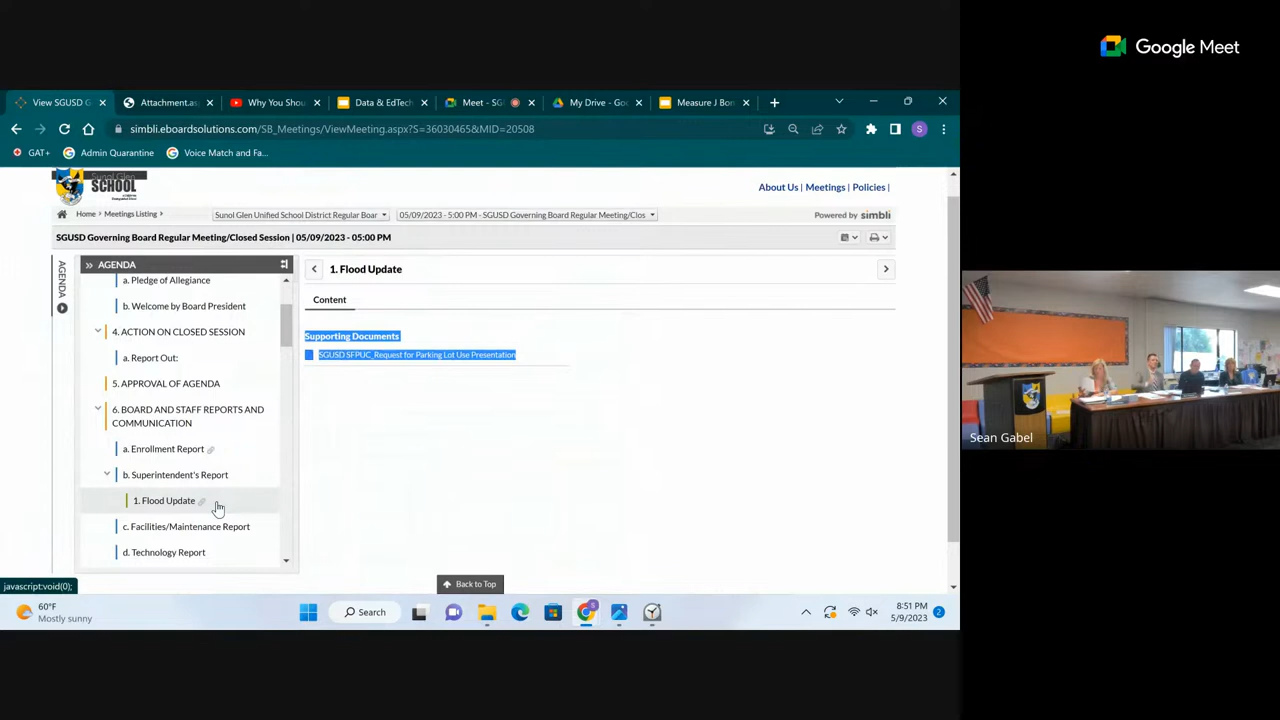 Google Meet
View SGUSD G
Attachment.as
Why You Shou
Data & EdTech
Meet - SG
My Drive - Goo
Measure J Bon
simbli.eboardsolutions.com/SB_Meetings/ViewMeeting.aspx?S=36030465&MID=20508
GAT+
Admin Quarantine
Voice Match and Fa...
Sunol Glen
SCHOOL
About Us | Meetings | Policies |
Home › Meetings Listing ›
Sunol Glen Unified School District Regular Boar
05/09/2023 - 5:00 PM - SGUSD Governing Board Regular Meeting/Clos
Powered by simbli
SGUSD Governing Board Regular Meeting/Closed Session | 05/09/2023 - 05:00 PM
AGENDA
AGENDA
a. Pledge of Allegiance
b. Welcome by Board President
4. ACTION ON CLOSED SESSION
a. Report Out:
5. APPROVAL OF AGENDA
6. BOARD AND STAFF REPORTS AND
COMMUNICATION
a. Enrollment Report
b. Superintendent's Report
1. Flood Update
c. Facilities/Maintenance Report
d. Technology Report
1. Flood Update
Content
Supporting Documents
SGUSD SFPUC_Request for Parking Lot Use Presentation
Back to Top
javascript:void(0);
60°F
Mostly sunny
Search
8:51 PM
5/9/2023
2
Sean Gabel